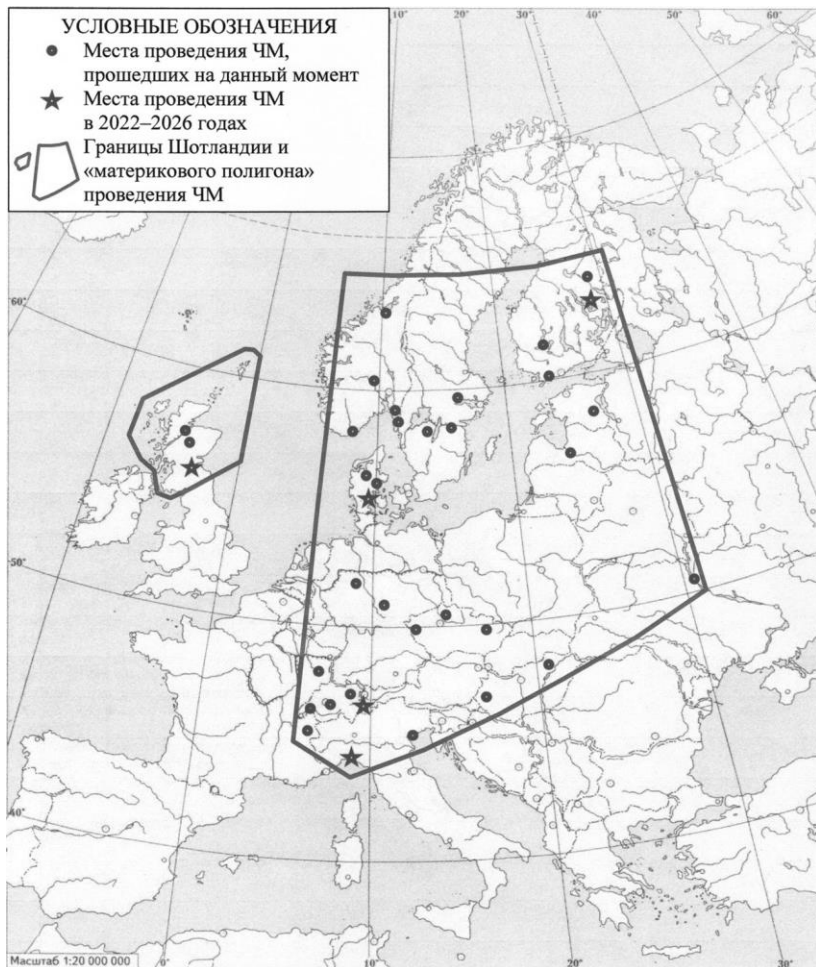 УСЛОВНЫЕ ОБОЗНАЧЕНИЯ
Места проведения ЧМ,
прошедших на данный момент
Места проведения ЧМ
в 2022–2026 годах
Границы Шотландии и
«материкового полигона»
проведения ЧМ
10°
20°
30°
40°
50°
60°
60°
50°
40°
Масштаб 1:20 000 000
0°
10°
20°
30°